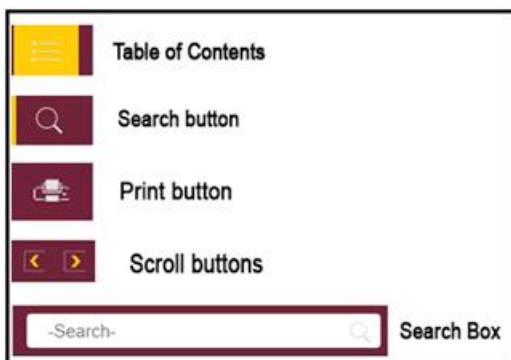 Table of Contents
Search button
Print button
Scroll buttons
-Search- Search Box